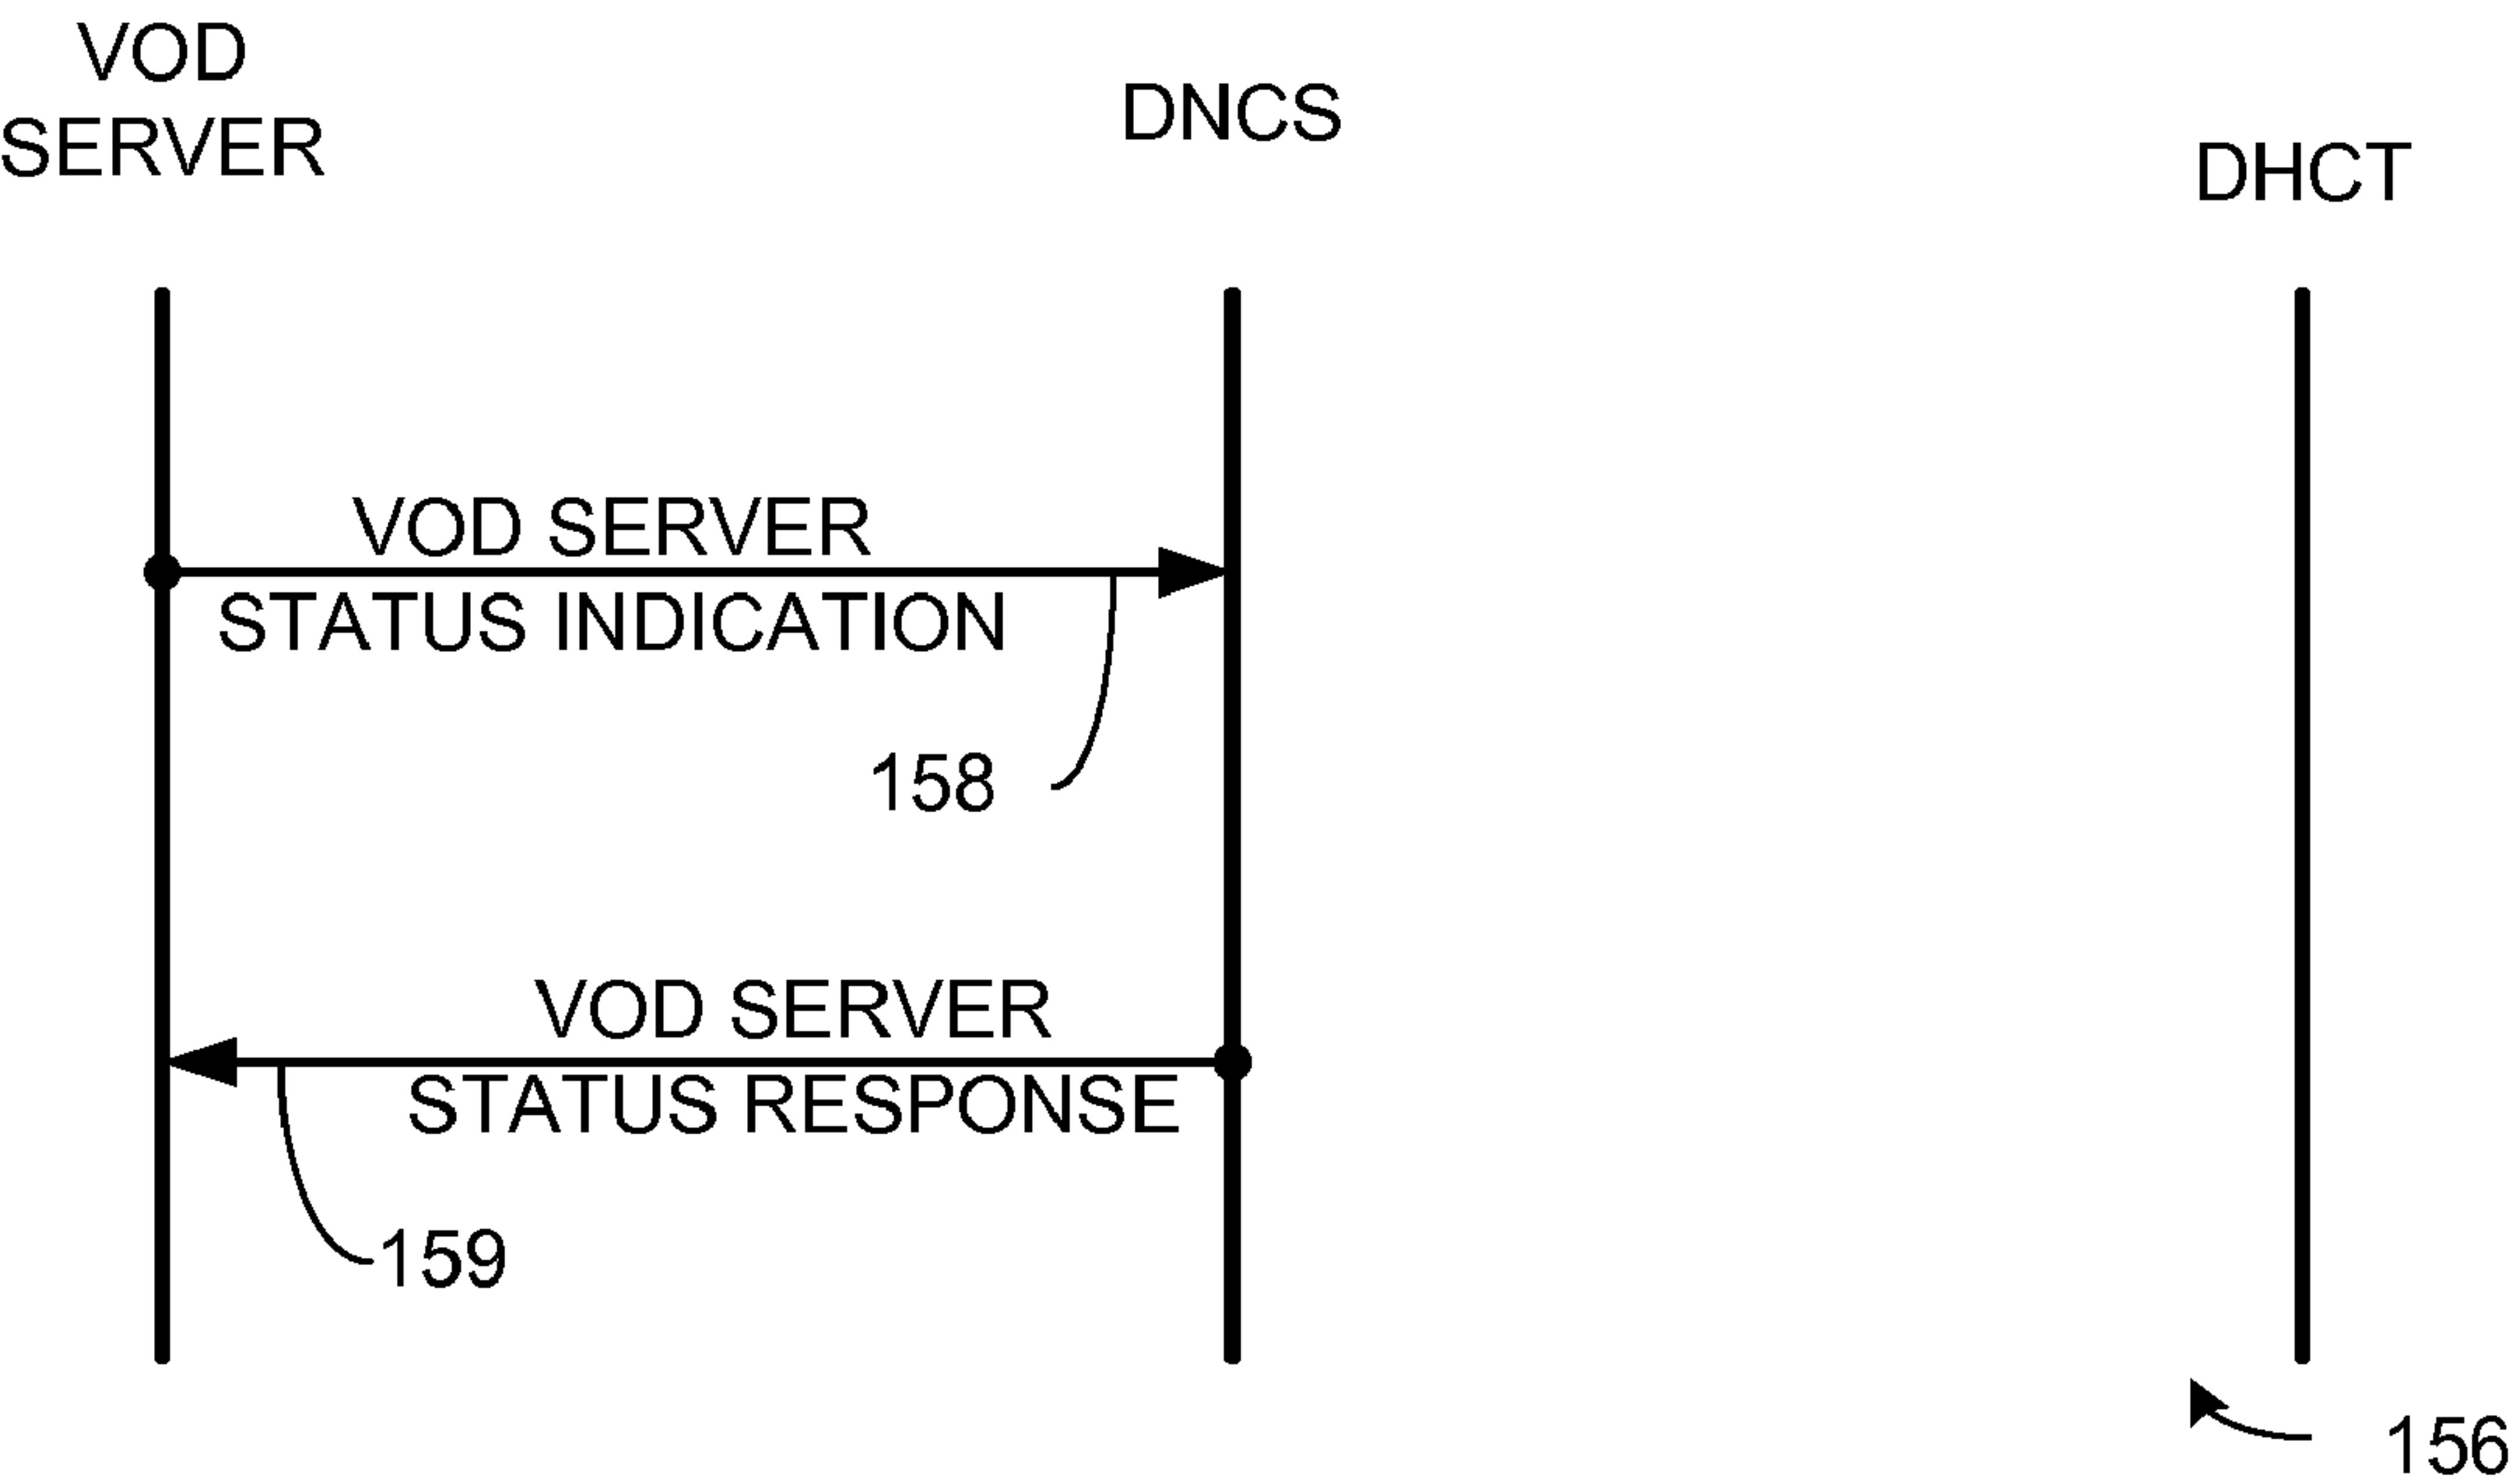 VOD
SERVER
DNCS
DHCT
VOD SERVER
STATUS INDICATION
158
VOD SERVER
STATUS RESPONSE
159
156